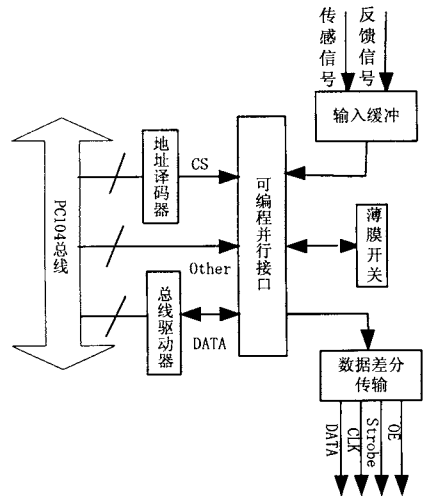 传感信号
反馈信号
输入缓冲
地址译码器
CS
可编程并行接口
PC104总线
薄膜开关
Other
总线驱动器
DATA
数据差分
传输
DATA
CLK
Strobe
OE